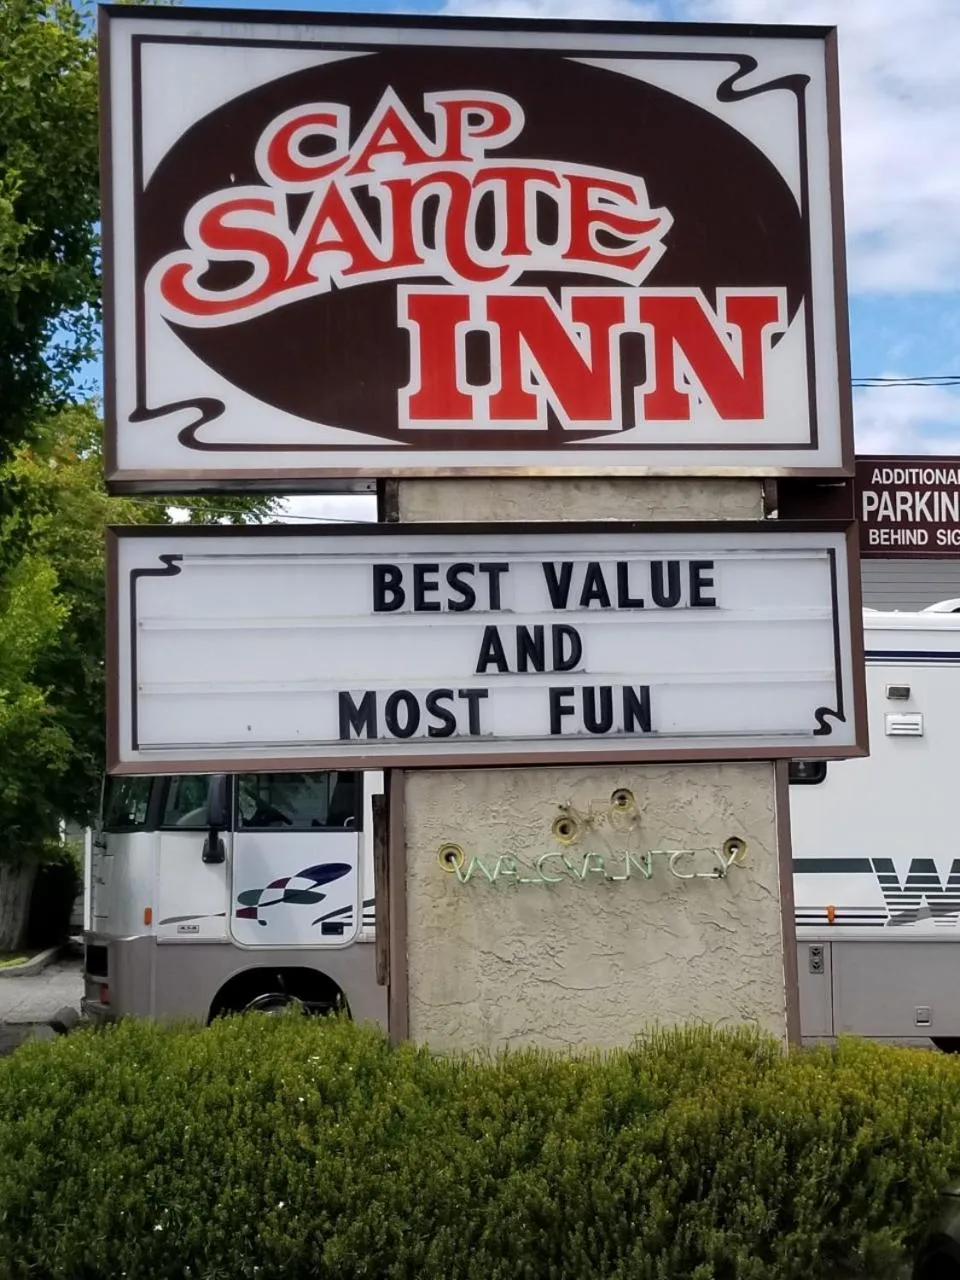 CAP
SANTE
INN
ADDITIONAL
PARKIN
BEHIND SIG
BEST VALUE
AND
MOST FUN
VACANCY
W